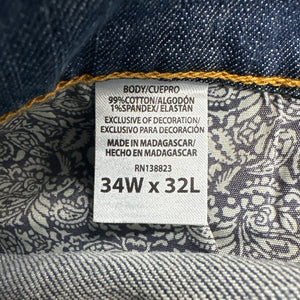 BODY/CUEPRO
99%COTTON/ALGODÓN
1%SPANDEX/ ELASTÁN
EXCLUSIVE OF DECORATION/
EXCLUSIVO PARA DECORACIÓN
MADE IN MADAGASCAR/
HECHO EN MADAGASCAR
RN138823
34W x 32L